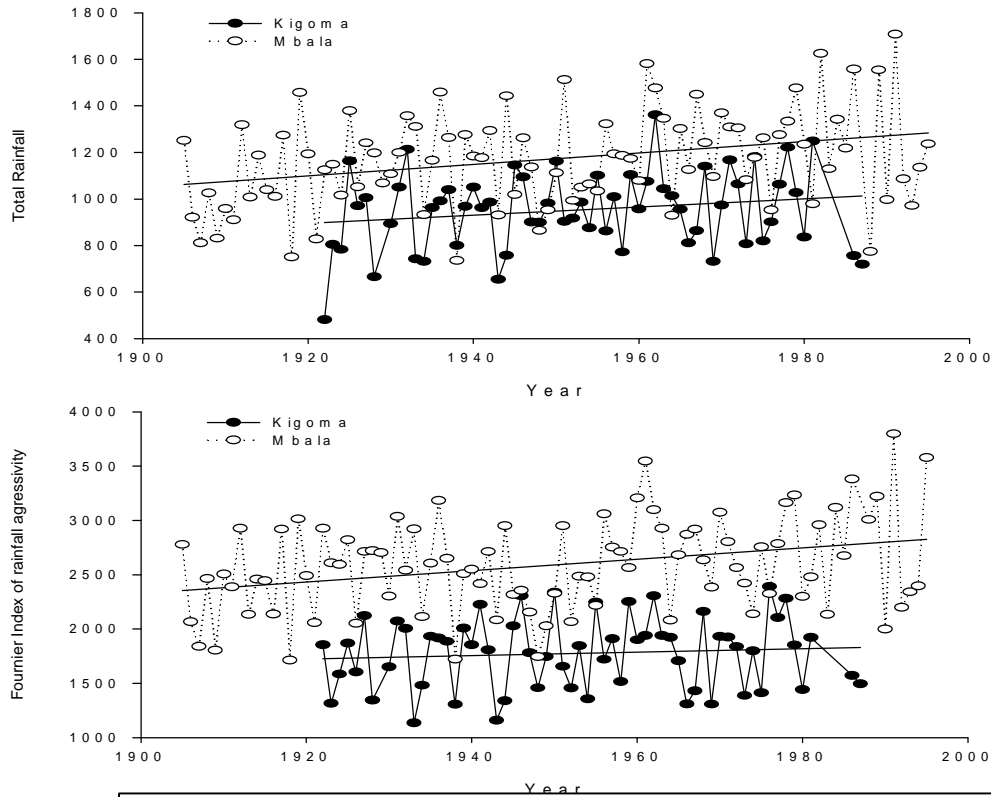 1800
Kigoma
Mbala
1600
1400
1200
1000
800
600
400
Total Rainfall
1900 1920 1940 1960 1980 2000
Year
4000
Kigoma
Mbala
3500
3000
2500
2000
1500
1000
Fournier Index of rainfall agressivity
1900 1920 1940 1960 1980 2000
Year